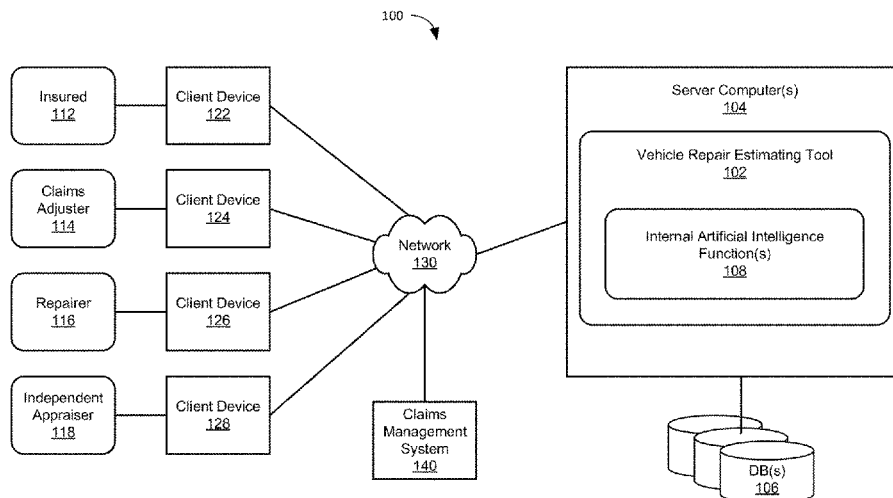 100
Insured
112
Client Device
122
Claims
Adjuster
114
Client Device
124
Repairer
116
Client Device
126
Independent
Appraiser
118
Client Device
128
Network
130
Claims
Management
System
140
Server Computer(s)
104
Vehicle Repair Estimating Tool
102
Internal Artificial Intelligence
Function(s)
108
DB(s)
106